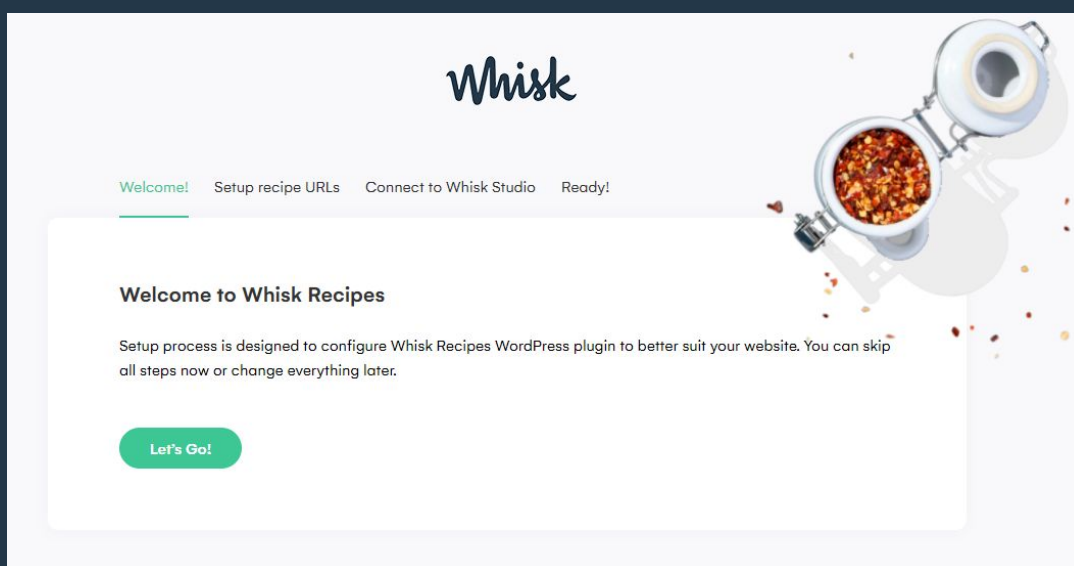 Whisk
Welcome! Setup recipe URLs Connect to Whisk Studio Ready!
Welcome to Whisk Recipes
Setup process is designed to configure Whisk Recipes WordPress plugin to better suit your website. You can skip
all steps now or change everything later.
Let's Go!